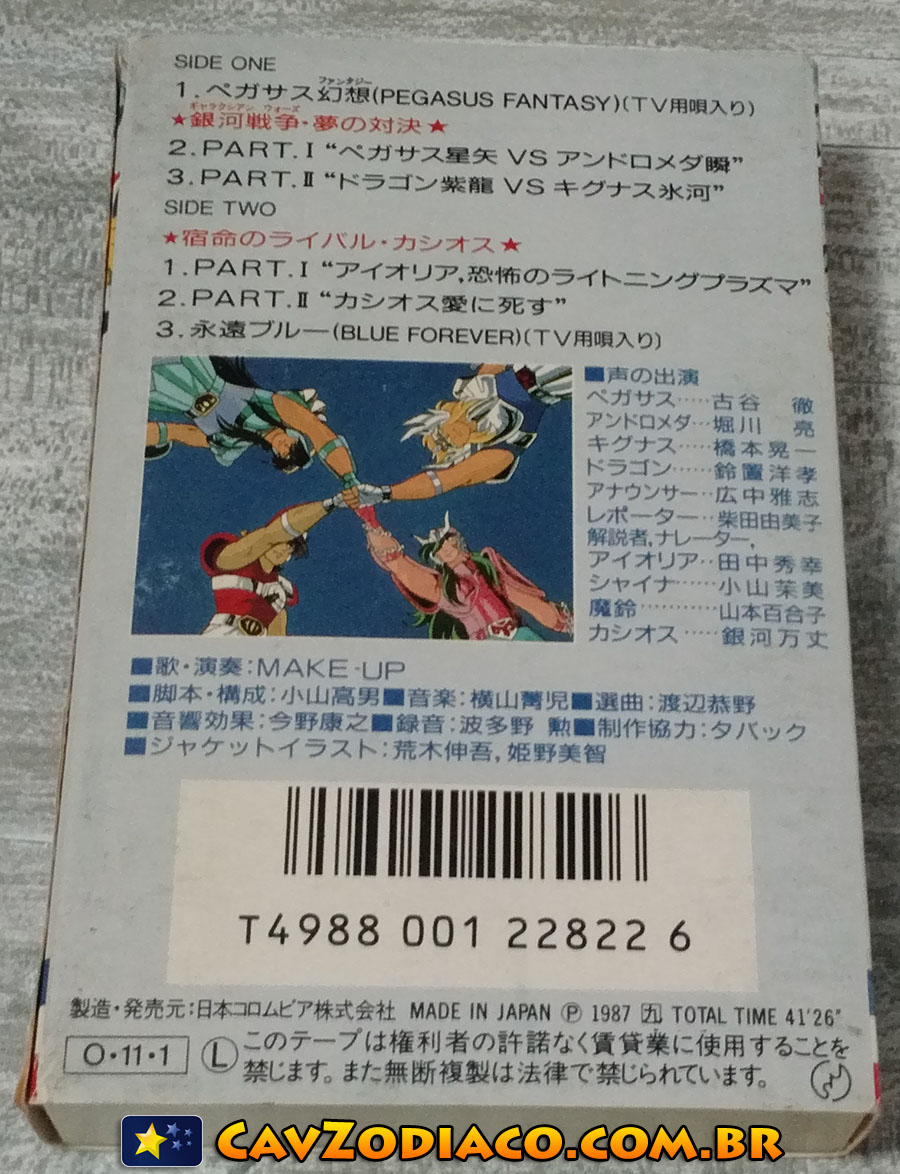 SIDE ONE
ファンタジー
1.ペガサス幻想(PEGASUS FANTASY)(TV用唄入り)
ギャラクシアン ウォーズ
★銀河戦争・夢の対決★
2.PART.Ⅰ“ペガサス星矢 VS アンドロメダ瞬”
3.PART.Ⅱ“ドラゴン紫龍 VS キグナス氷河”
SIDE TWO
★宿命のライバル・カシオス★
1.PART.Ⅰ“アイオリア,恐怖のライトニングプラズマ”
2.PART.Ⅱ“カシオス愛に死す”
3.永遠ブルー(BLUE FOREVER)(TV用唄入り)
■声の出演
ペガサス……古谷 徹
アンドロメダ…堀川 亮
キグナス……橋本晃一
ドラゴン……鈴置洋孝
アナウンサー‥広中雅志
レポーター‥柴田由美子
解説者,ナレーター,
アイオリア‥田中秀幸
シャイナ……小山茉美
魔鈴…………山本百合子
カシオス……銀河万丈
■歌・演奏:MAKE-UP
■脚本・構成:小山高男■音楽:横山菁児■選曲:渡辺恭野
■音響効果:今野康之■録音:波多野 勲■制作協力:タバック
■ジャケットイラスト:荒木伸吾,姫野美智
T4988 001 22822 6
製造・発売元:日本コロムビア株式会社 MADE IN JAPAN Ⓟ 1987 九 TOTAL TIME 41'26"
O・11・1 Ⓛ このテープは権利者の許諾なく賃貸業に使用することを
禁じます。また無断複製は法律で禁じられています。
CAVZODIACO.COM.BR